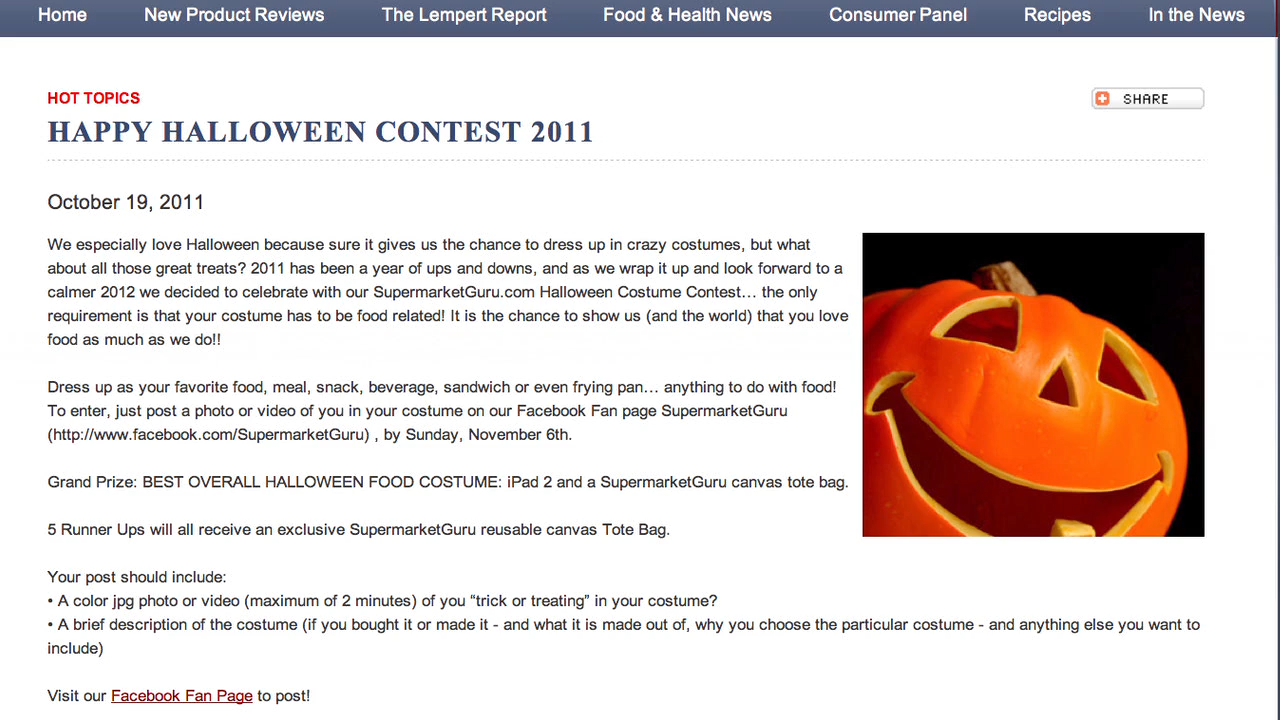 Home New Product Reviews The Lempert Report Food & Health News Consumer Panel Recipes In the News
HOT TOPICS
SHARE
HAPPY HALLOWEEN CONTEST 2011
October 19, 2011
We especially love Halloween because sure it gives us the chance to dress up in crazy costumes, but what
about all those great treats? 2011 has been a year of ups and downs, and as we wrap it up and look forward to a
calmer 2012 we decided to celebrate with our SupermarketGuru.com Halloween Costume Contest… the only
requirement is that your costume has to be food related! It is the chance to show us (and the world) that you love
food as much as we do!!
Dress up as your favorite food, meal, snack, beverage, sandwich or even frying pan… anything to do with food!
To enter, just post a photo or video of you in your costume on our Facebook Fan page SupermarketGuru
(http://www.facebook.com/SupermarketGuru) , by Sunday, November 6th.
Grand Prize: BEST OVERALL HALLOWEEN FOOD COSTUME: iPad 2 and a SupermarketGuru canvas tote bag.
5 Runner Ups will all receive an exclusive SupermarketGuru reusable canvas Tote Bag.
Your post should include:
• A color jpg photo or video (maximum of 2 minutes) of you “trick or treating” in your costume?
• A brief description of the costume (if you bought it or made it - and what it is made out of, why you choose the particular costume - and anything else you want to
include)
Visit our Facebook Fan Page to post!